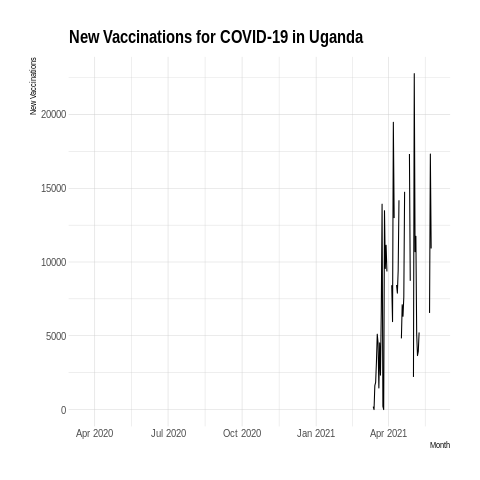 New Vaccinations for COVID-19 in Uganda
New Vaccinations
20000
15000
10000
5000
0
Apr 2020 Jul 2020 Oct 2020 Jan 2021 Apr 2021
Month